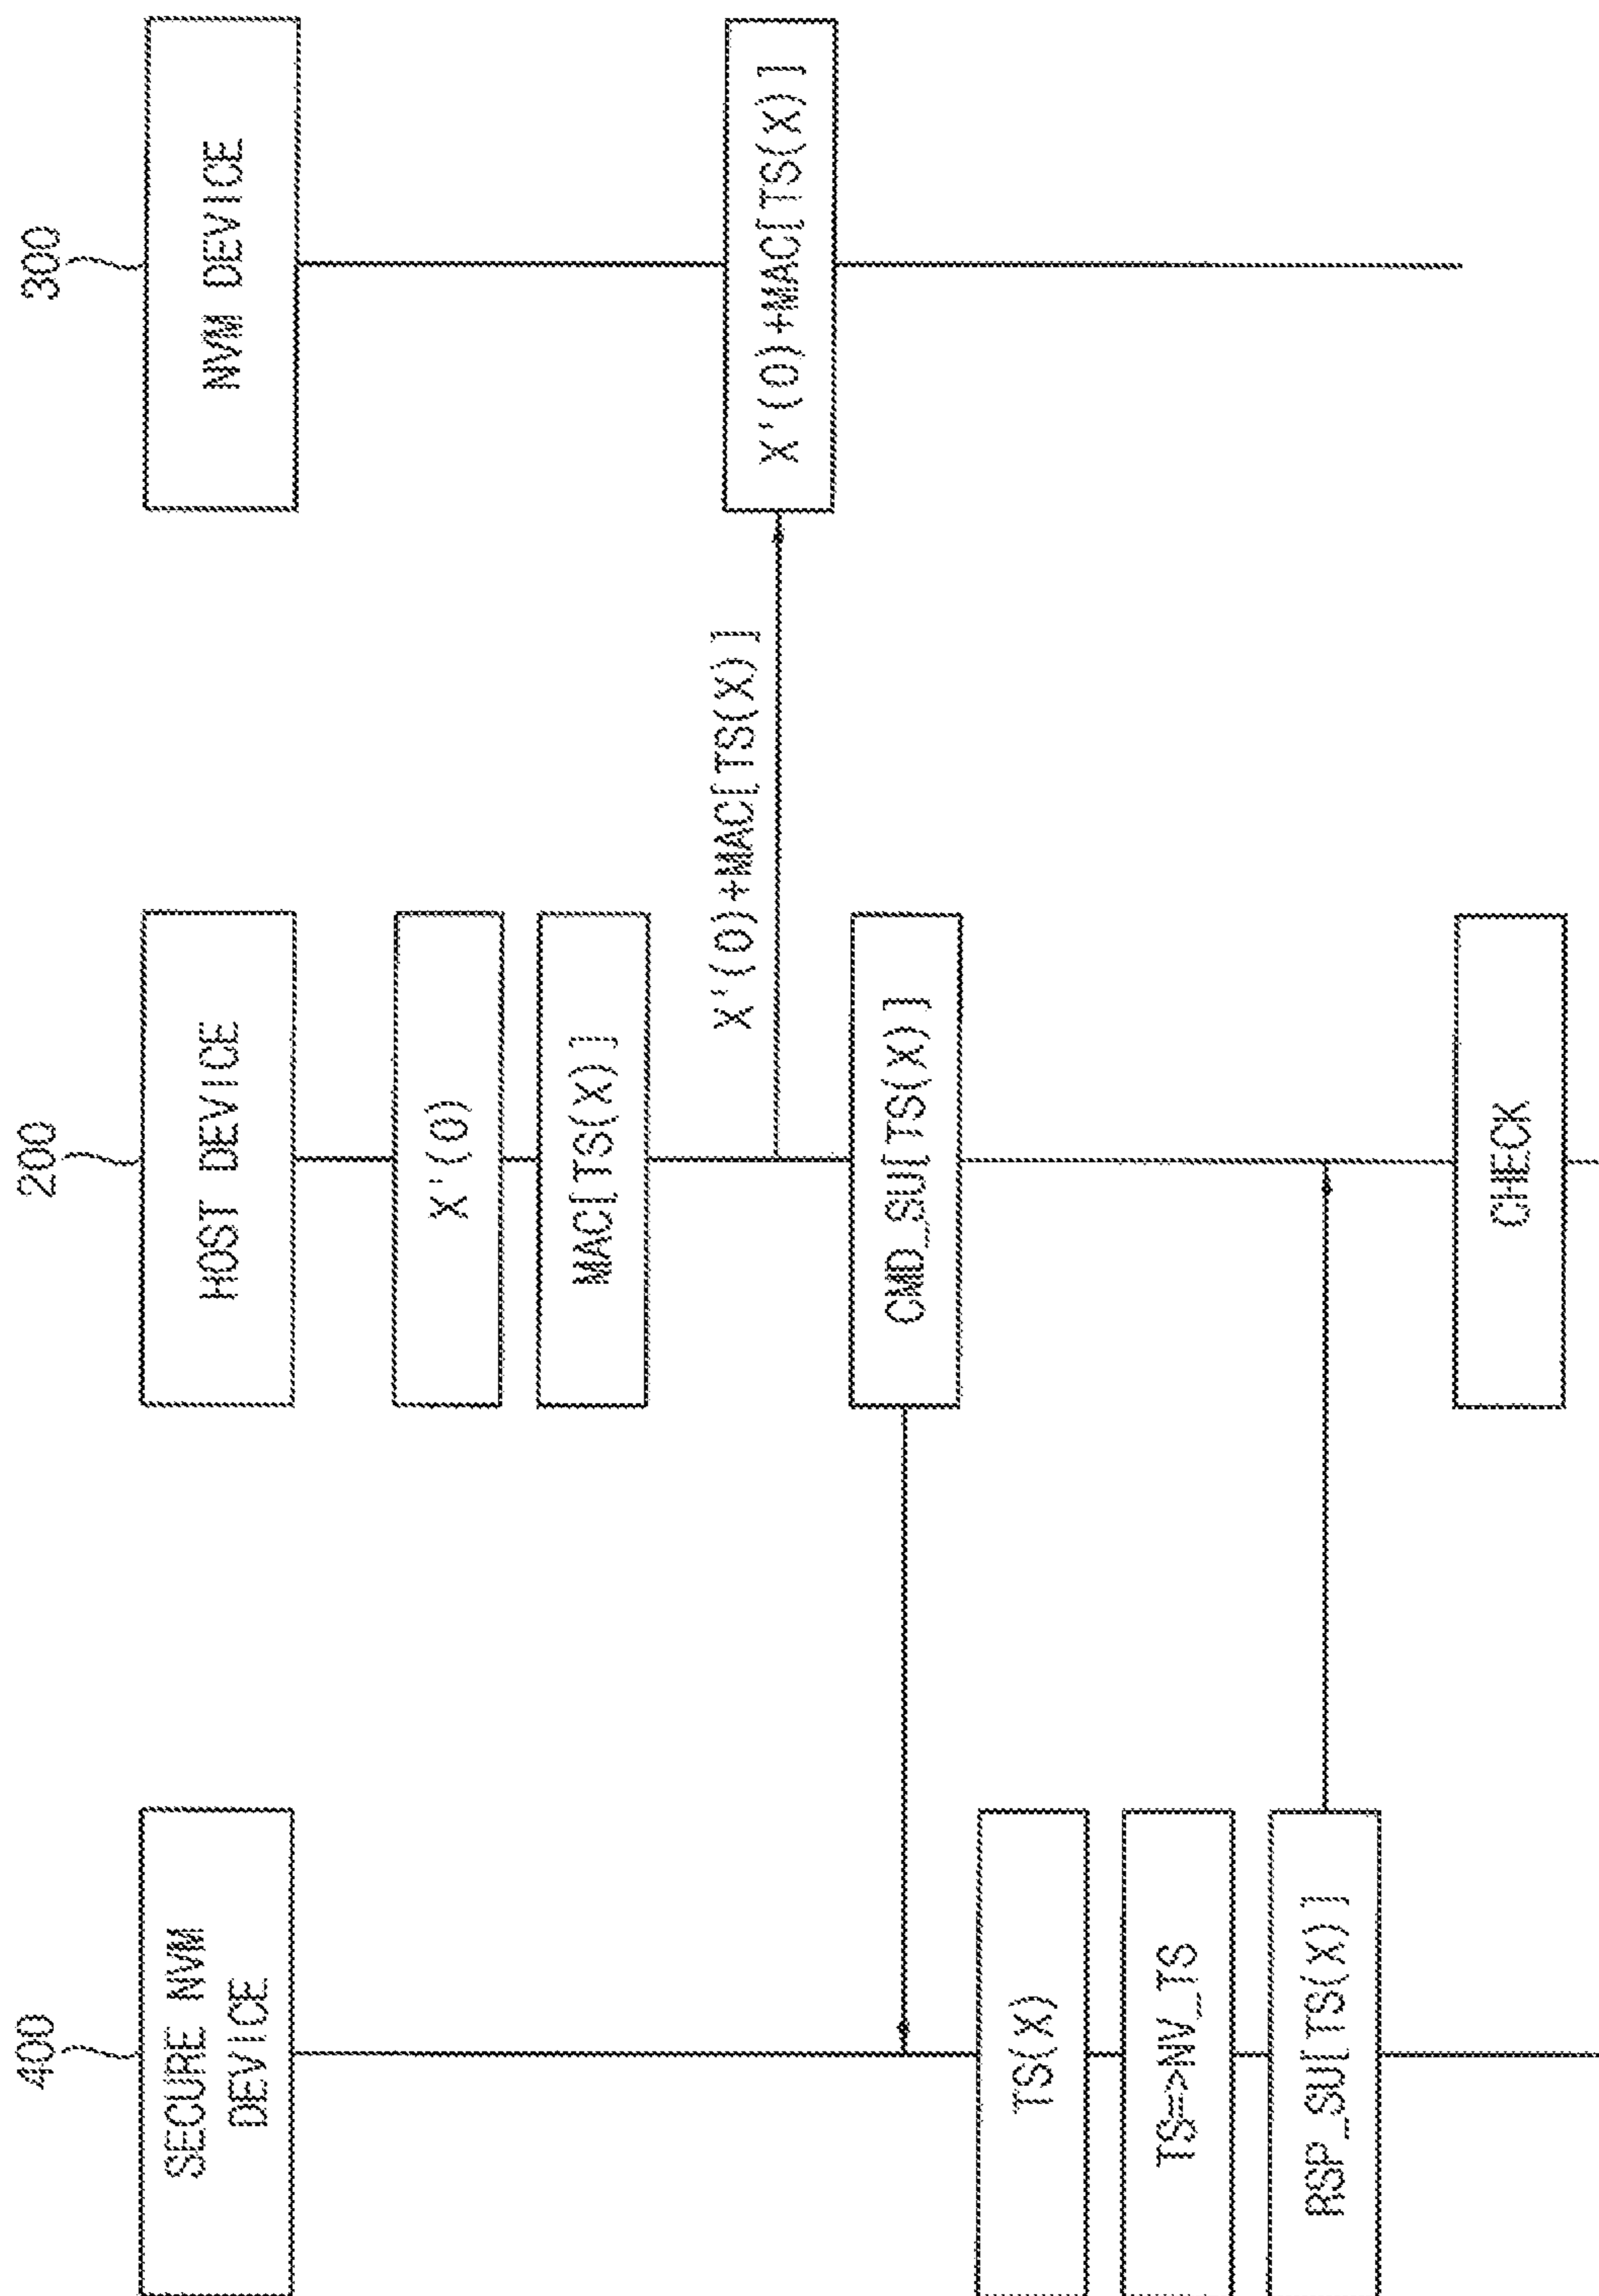 400
200
300
SECURE NVM
DEVICE
HOST DEVICE
NVM DEVICE
X'(0)
MAC[TS(X)]
X'(0)+MAC[TS(X)]
X'(0)+MAC[TS(X)]
CMD_SU[TS(X)]
TS(X)
TS=>NV_TS
RSP_SU[TS(X)]
CHECK